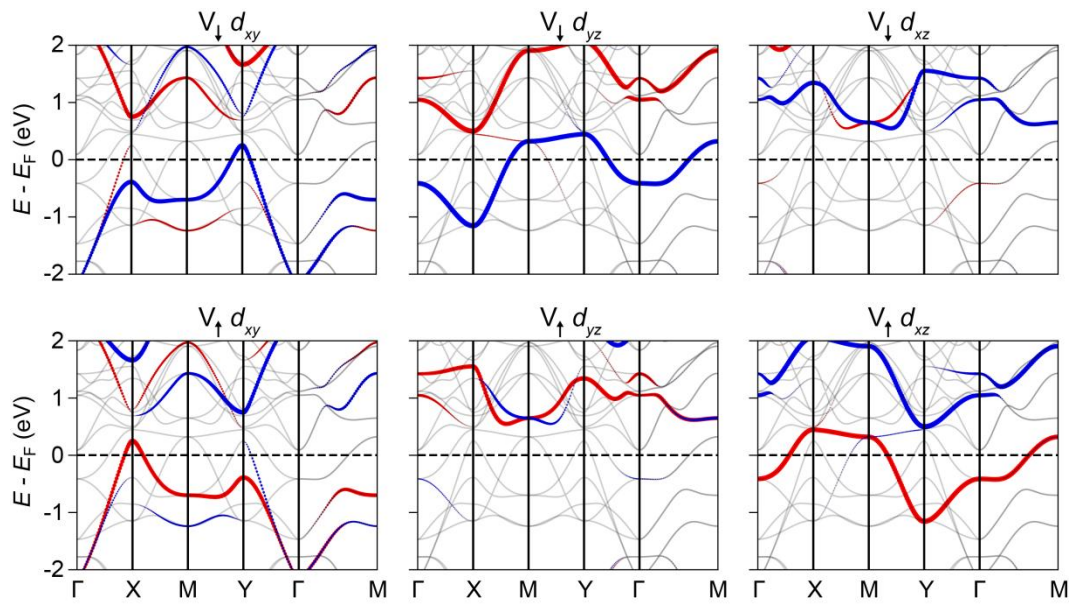 V↓ dxy
V↓ dyz
V↓ dxz
E - EF (eV)
2
1
0
-1
-2
V↑ dxy
V↑ dyz
V↑ dxz
E - EF (eV)
2
1
0
-1
-2
Γ X M Y Γ M
Γ X M Y Γ M
Γ X M Y Γ M